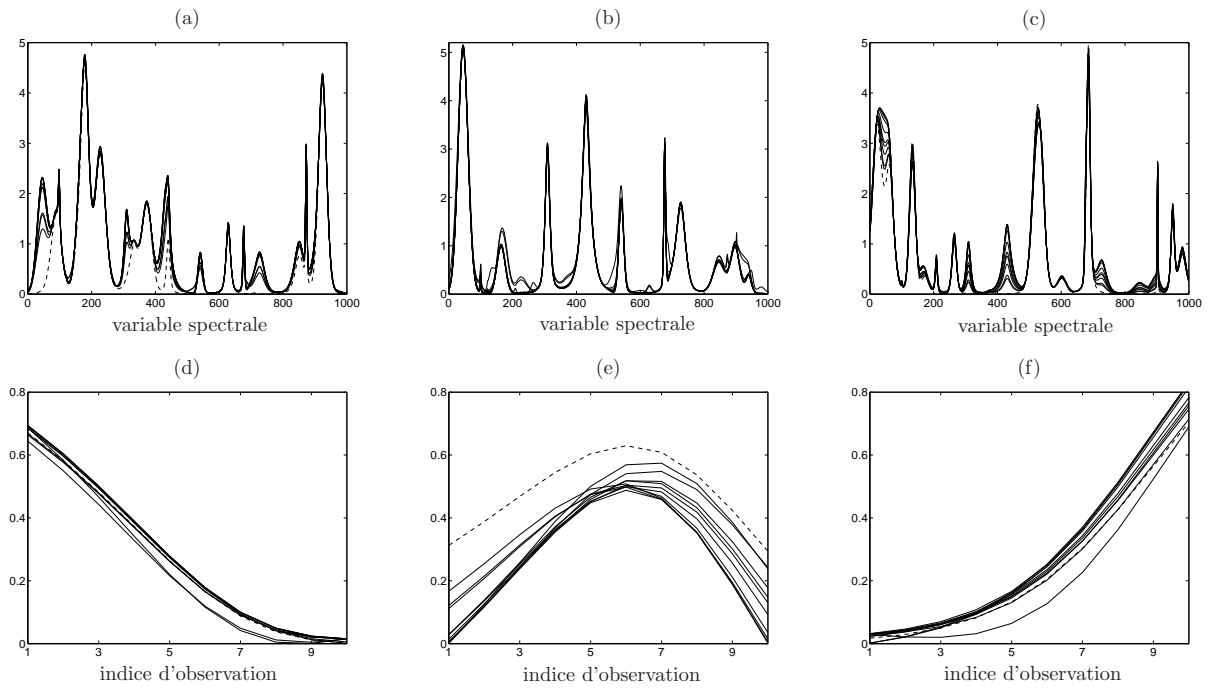 (a) (b) (c)
5 5 5
4 4 4
3 3 3
2 2 2
1 1 1
0 0 0
0 200 400 600 800 1000 0 200 400 600 800 1000 0 200 400 600 800 1000
variable spectrale variable spectrale variable spectrale
(d) (e) (f)
0.8 0.8 0.8
0.6 0.6 0.6
0.4 0.4 0.4
0.2 0.2 0.2
0 0 0
1 3 5 7 9 1 3 5 7 9 1 3 5 7 9
indice d'observation indice d'observation indice d'observation